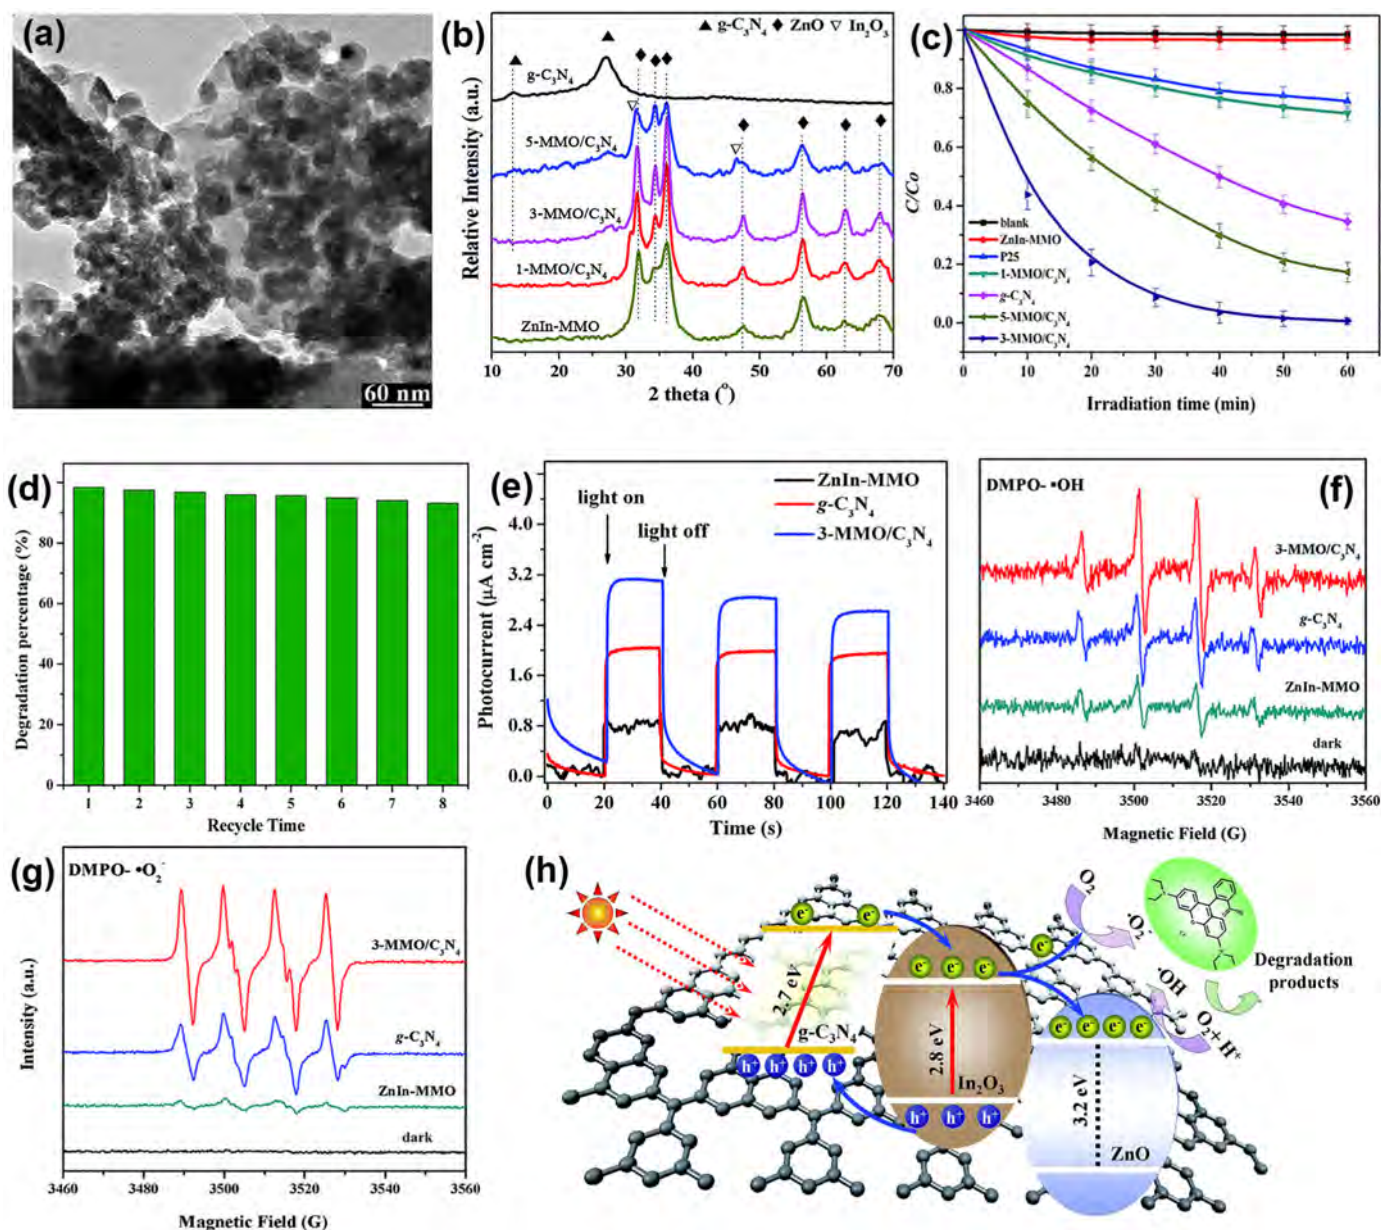 (a)
60 nm
(b)
▲ g-C₃N₄ ◆ ZnO ▽ In₂O₃
g-C₃N₄
5-MMO/C₃N₄
3-MMO/C₃N₄
1-MMO/C₃N₄
ZnIn-MMO
Relative Intensity (a.u.)
10 20 30 40 50 60 70
2 theta (°)
(c)
C/Co
0.8
0.6
0.4
0.2
0.0
blank
ZnIn-MMO
P25
1-MMO/C₃N₄
g-C₃N₄
5-MMO/C₃N₄
3-MMO/C₃N₄
0 10 20 30 40 50 60
Irradiation time (min)
(d)
Degradation percentage (%)
80
60
40
20
0
1 2 3 4 5 6 7 8
Recycle Time
(e)
light on
light off
ZnIn-MMO
g-C₃N₄
3-MMO/C₃N₄
Photocurrent (μA cm⁻²)
4.0
3.2
2.4
1.6
0.8
0.0
0 20 40 60 80 100 120 140
Time (s)
(f)
DMPO- •OH
3-MMO/C₃N₄
g-C₃N₄
ZnIn-MMO
dark
3460 3480 3500 3520 3540 3560
Magnetic Field (G)
(g)
DMPO- •O₂⁻
3-MMO/C₃N₄
g-C₃N₄
ZnIn-MMO
dark
Intensity (a.u.)
3460 3480 3500 3520 3540 3560
Magnetic Field (G)
(h)
e⁻ e⁻
O₂
·O₂⁻
e⁻
Degradation
products
·OH
O₂+H⁺
2.7 eV
e⁻ e⁻ e⁻
e⁻ e⁻ e⁻ e⁻
g-C₃N₄
h⁺ h⁺ h⁺ h⁺
2.8 eV
In₂O₃
h⁺ h⁺ h⁺
3.2 eV
ZnO